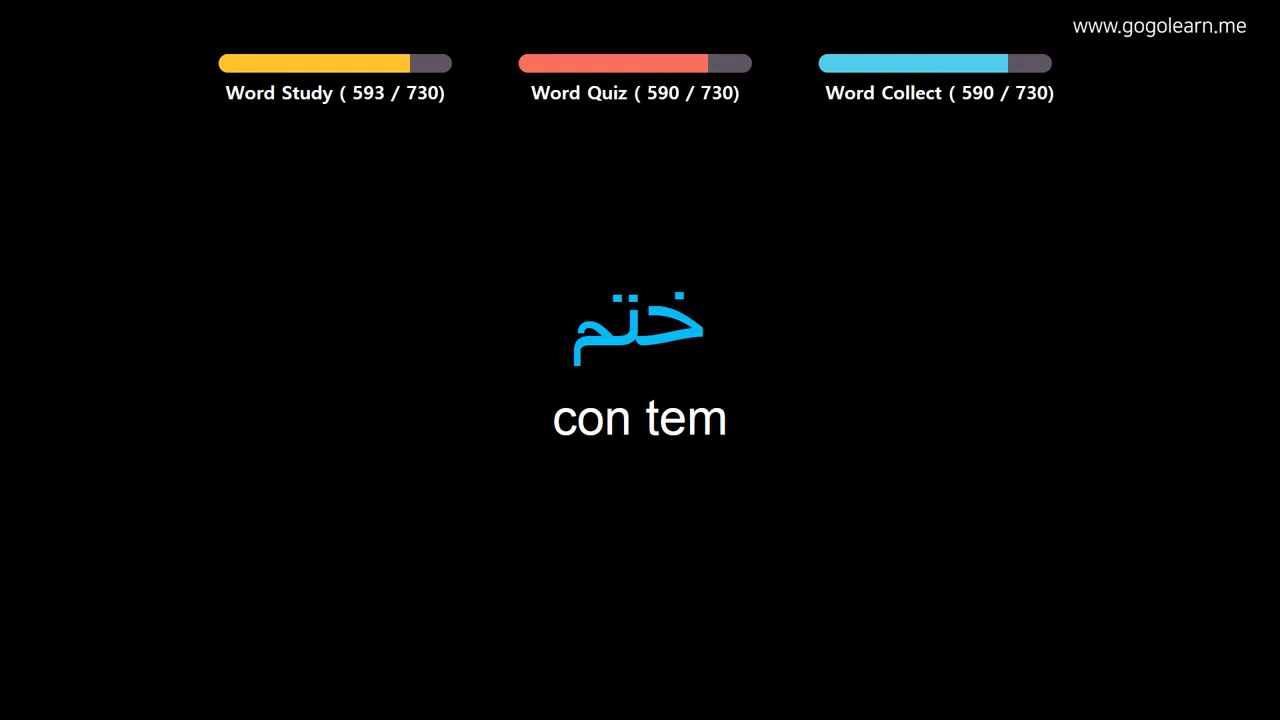 www.gogolearn.me
Word Study ( 593 / 730)
Word Quiz ( 590 / 730)
Word Collect ( 590 / 730)
ختم
con tem